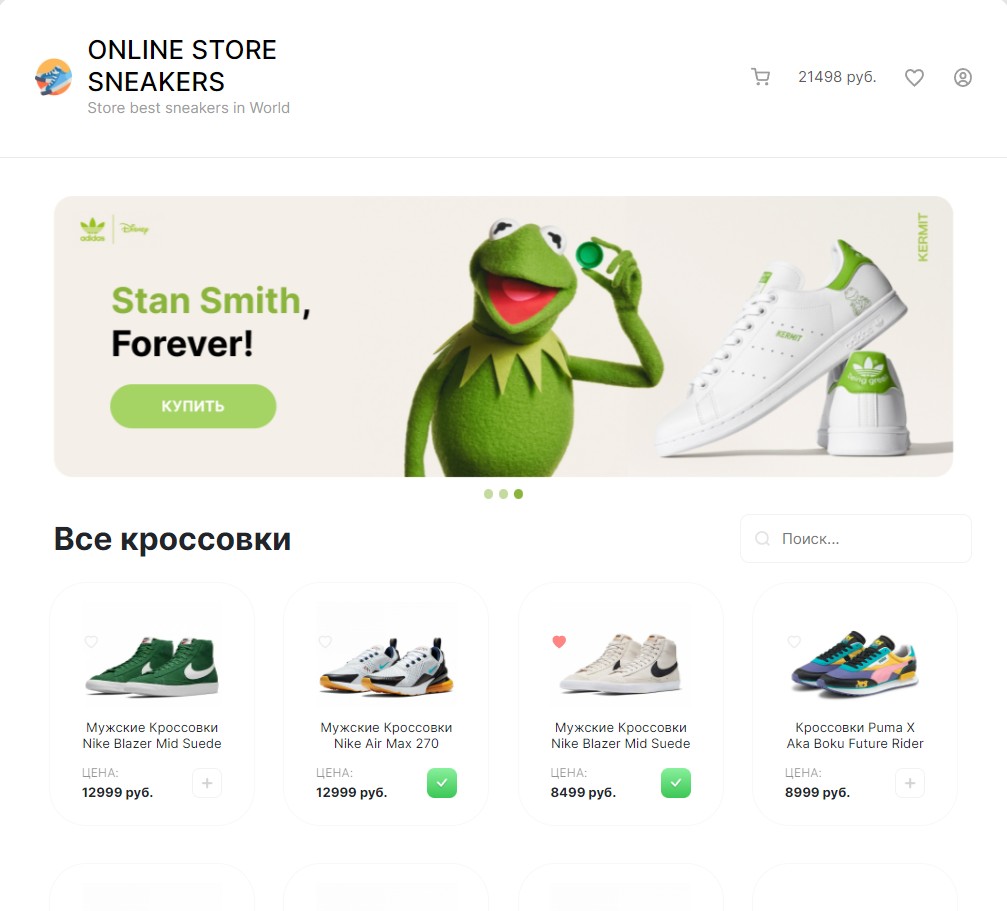 ONLINE STORE
SNEAKERS
Store best sneakers in World
21498 руб.
adidas
Disney
KERMIT
Stan Smith,
Forever!
КУПИТЬ
KERMIT
living green
Все кроссовки
Поиск...
Мужские Кроссовки
Nike Blazer Mid Suede
ЦЕНА:
12999 руб.
Мужские Кроссовки
Nike Air Max 270
ЦЕНА:
12999 руб.
Мужские Кроссовки
Nike Blazer Mid Suede
ЦЕНА:
8499 руб.
Кроссовки Puma X
Aka Boku Future Rider
ЦЕНА:
8999 руб.